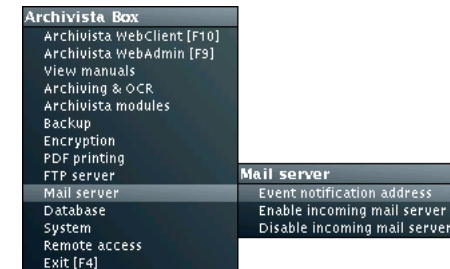 Archivista Box
Archivista WebClient [F10]
Archivista WebAdmin [F9]
View manuals
Archiving & OCR
Archivista modules
Backup
Encryption
PDF printing
FTP server
Mail server
Database
System
Remote access
Exit [F4]
Mail server
Event notification address
Enable incoming mail server
Disable incoming mail server